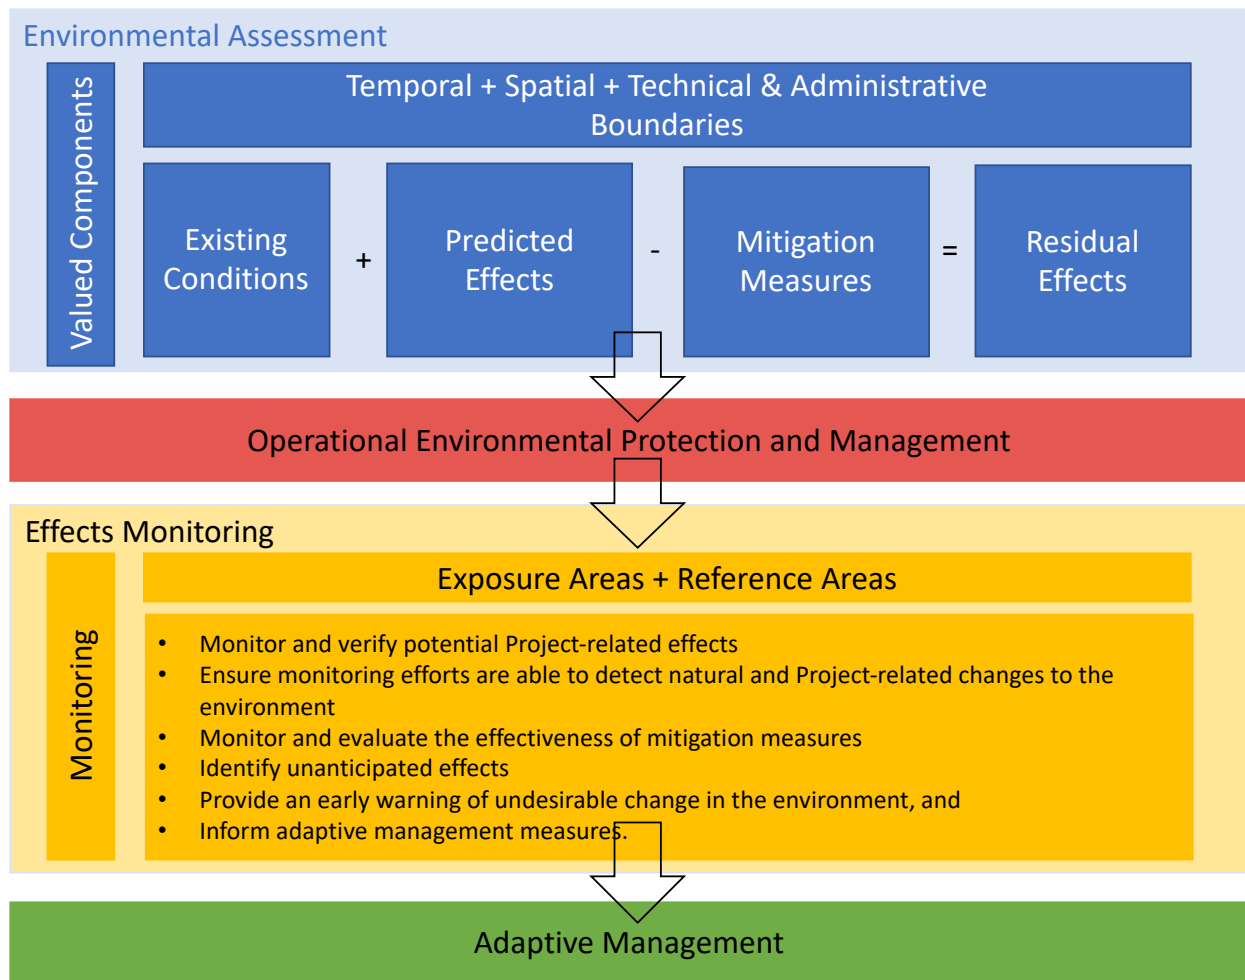 Environmental Assessment
Valued Components
Temporal + Spatial + Technical & Administrative
Boundaries
Existing
Conditions
+
Predicted
Effects
-
Mitigation
Measures
=
Residual
Effects
Operational Environmental Protection and Management
Effects Monitoring
Monitoring
Exposure Areas + Reference Areas
• Monitor and verify potential Project-related effects
• Ensure monitoring efforts are able to detect natural and Project-related changes to the
environment
• Monitor and evaluate the effectiveness of mitigation measures
• Identify unanticipated effects
• Provide an early warning of undesirable change in the environment, and
• Inform adaptive management measures.
Adaptive Management